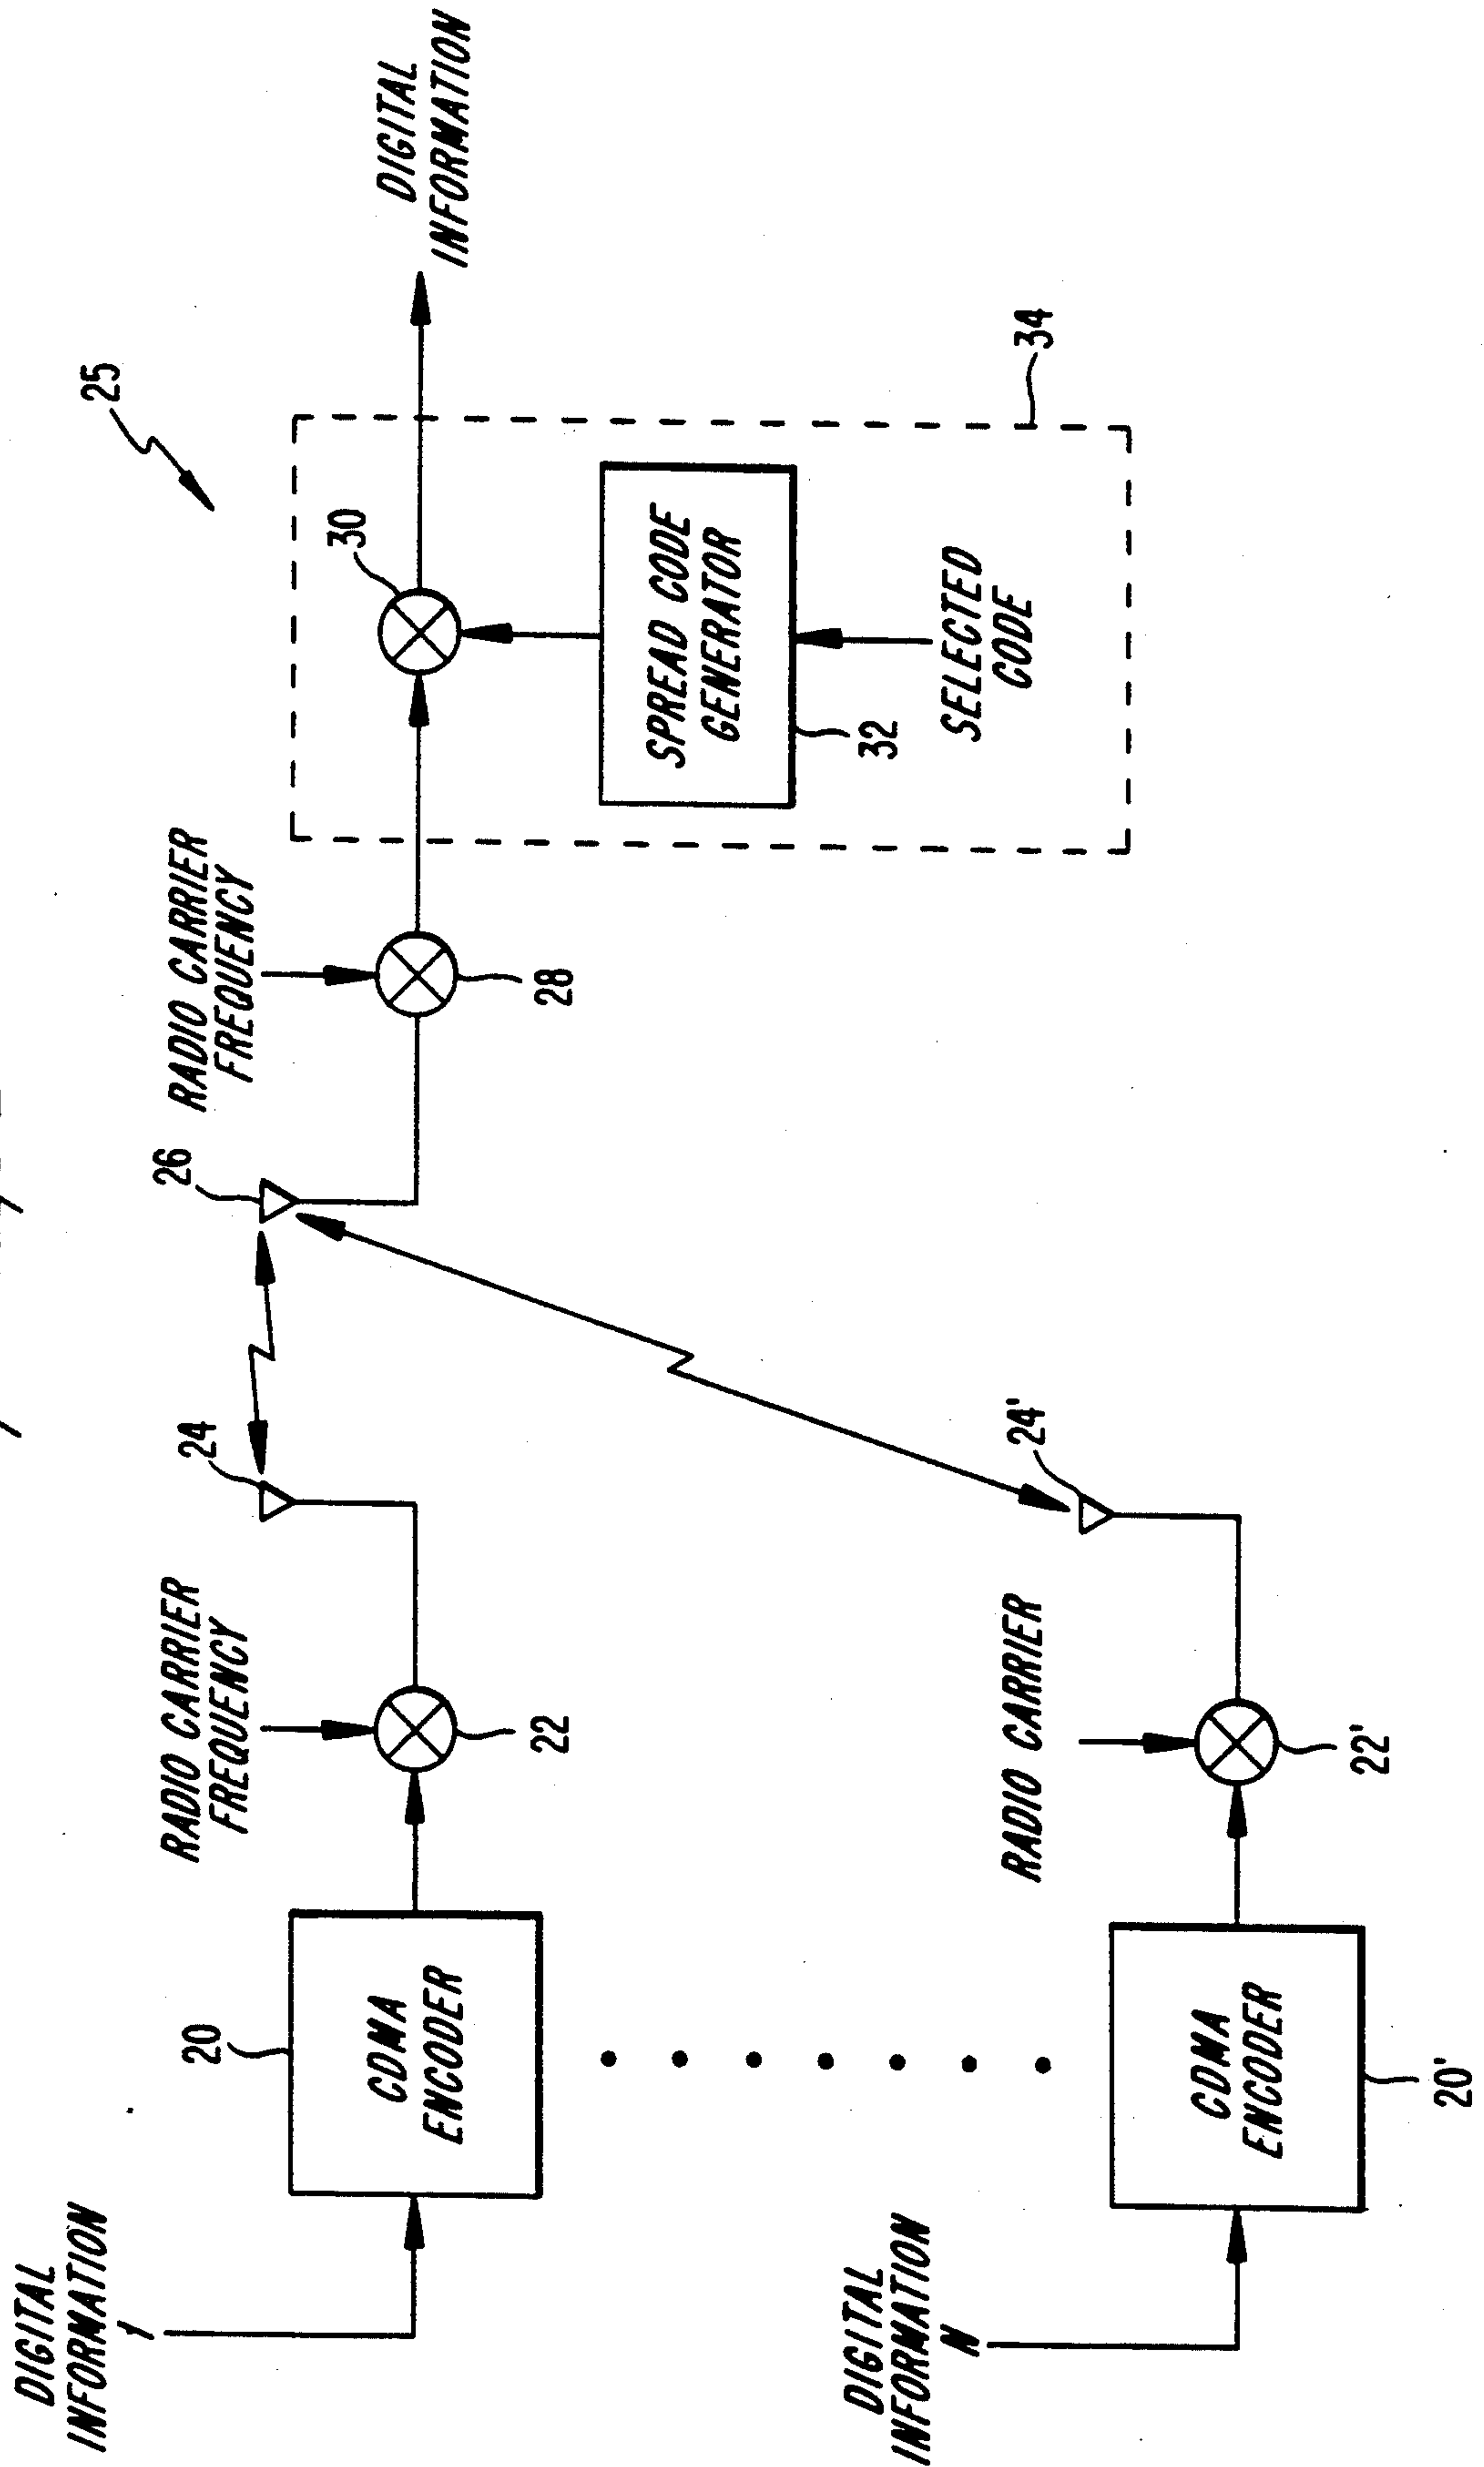 25
DIGITAL
INFORMATION
RADIO CARRIER
FREQUENCY
24
26
RADIO CARRIER
FREQUENCY
30
DIGITAL
INFORMATION
1
20
CDMA
ENCODER
22
28
SPREAD CODE
GENERATOR
32
SELECTED
CODE
34
DIGITAL
INFORMATION
N
CDMA
ENCODER
20'
RADIO CARRIER
22'
24'